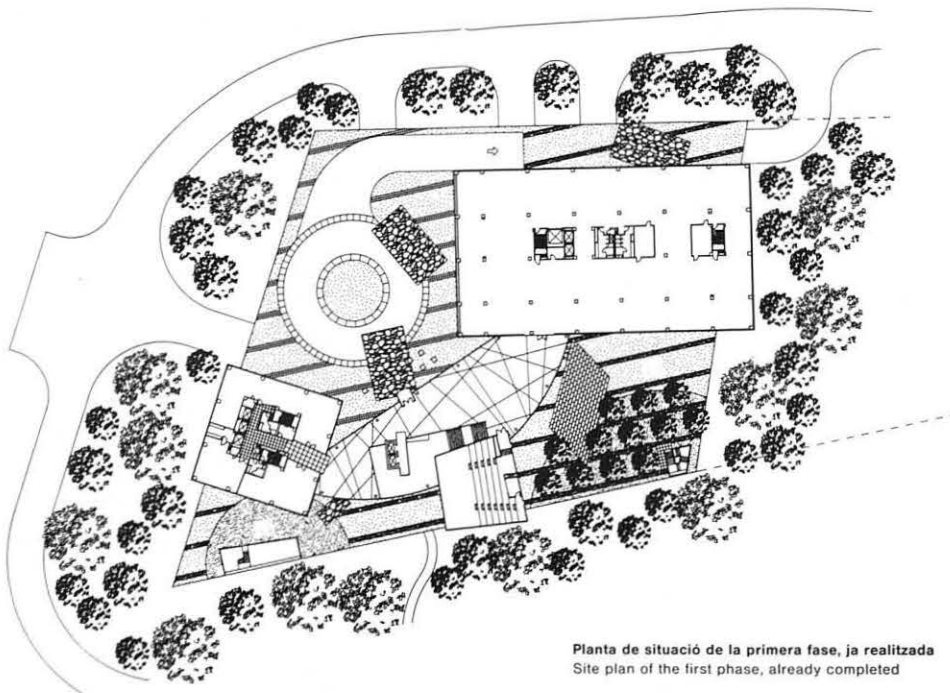 Planta de situació de la primera fase, ja realitzada
Site plan of the first phase, already completed